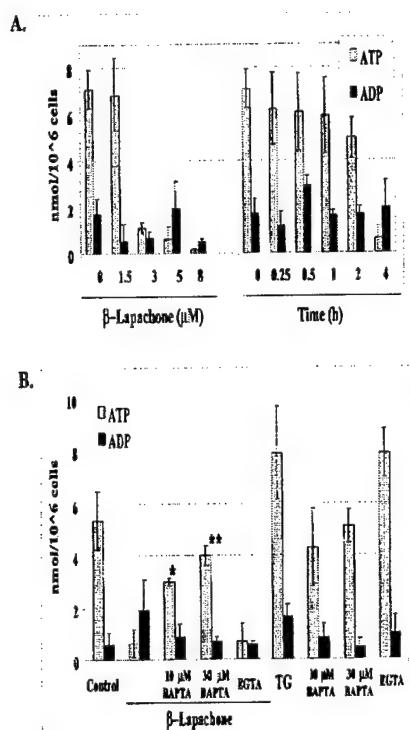 A.
ATP
ADP
nmol/10^6 cells
8
6
4
2
0
0 1.5 3 5 8
β-Lapachone (μM)
0 0.25 0.5 1 2 4
Time (h)
B.
ATP
ADP
nmol/10^6 cells
10
8
6
4
2
0
*
**
Control
10 μM BAPTA
30 μM BAPTA
EGTA
β-Lapachone
TG
10 μM BAPTA
30 μM BAPTA
EGTA